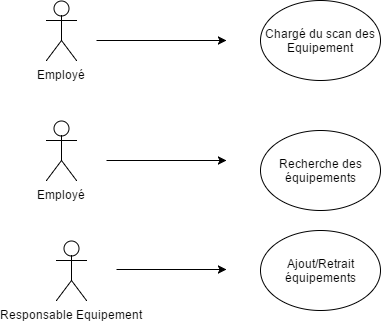 Chargé du scan des
Equipement
Employé
Recherche des
équipements
Employé
Ajout/Retrait
équipements
Responsable Equipement